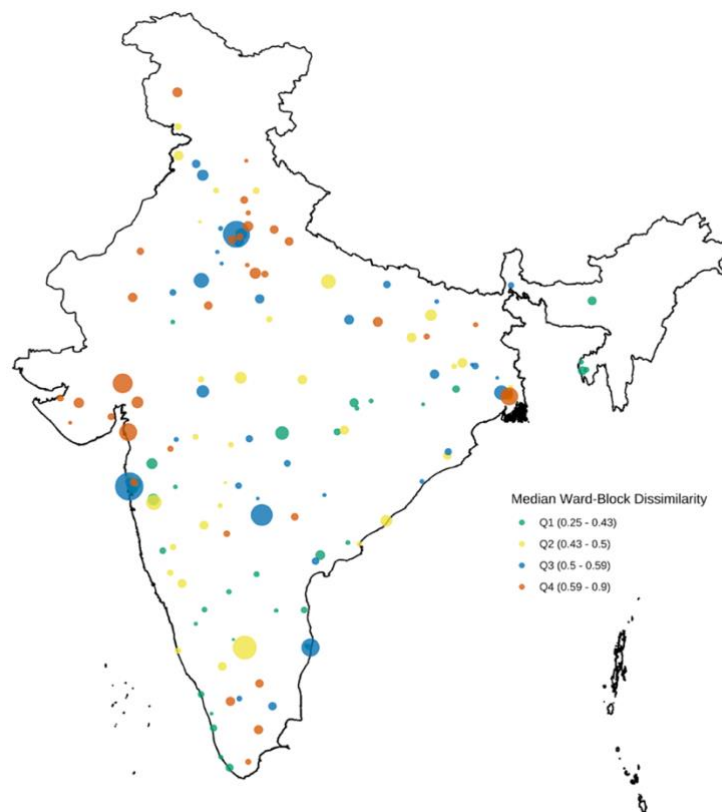 Median Ward-Block Dissimilarity
Q1 (0.25 - 0.43)
Q2 (0.43 - 0.5)
Q3 (0.5 - 0.59)
Q4 (0.59 - 0.9)